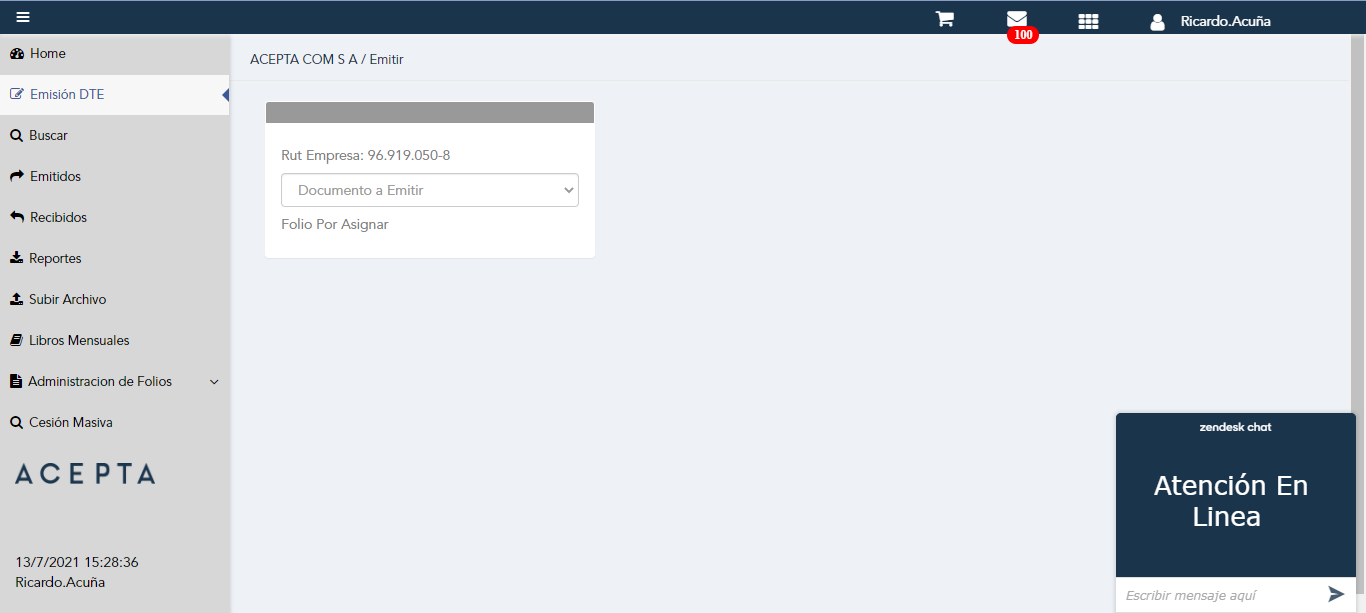 Ricardo.Acuña
100
Home
ACEPTA COM S A / Emitir
Emisión DTE
Buscar
Emitidos
Recibidos
Reportes
Subir Archivo
Libros Mensuales
Administracion de Folios
Cesión Masiva
ACEPTA
13/7/2021 15:28:36
Ricardo.Acuña
Rut Empresa: 96.919.050-8
Documento a Emitir
Folio Por Asignar
zendesk chat
Atención En
Linea
Escribir mensaje aquí